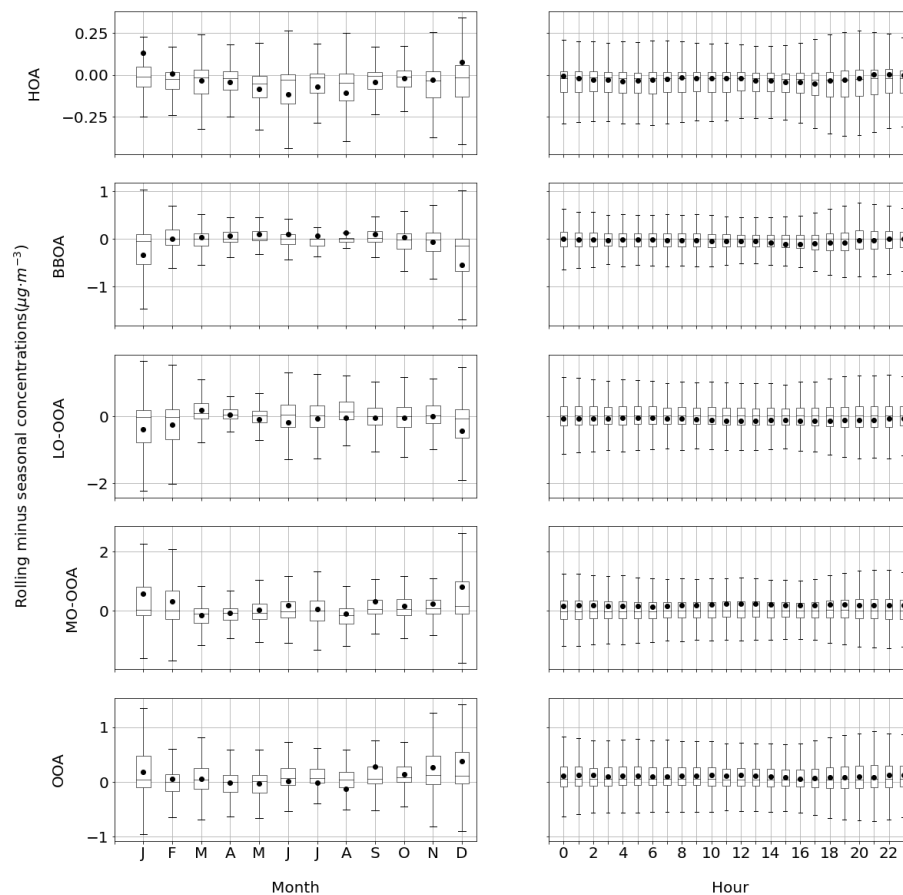 Rolling minus seasonal concentrations(μg·m⁻³)
HOA
0.25
0.00
−0.25
BBOA
1
0
−1
LO-OOA
0
−2
MO-OOA
2
0
OOA
1
0
−1
J F M A M J J A S O N D
Month
0 2 4 6 8 10 12 14 16 18 20 22
Hour